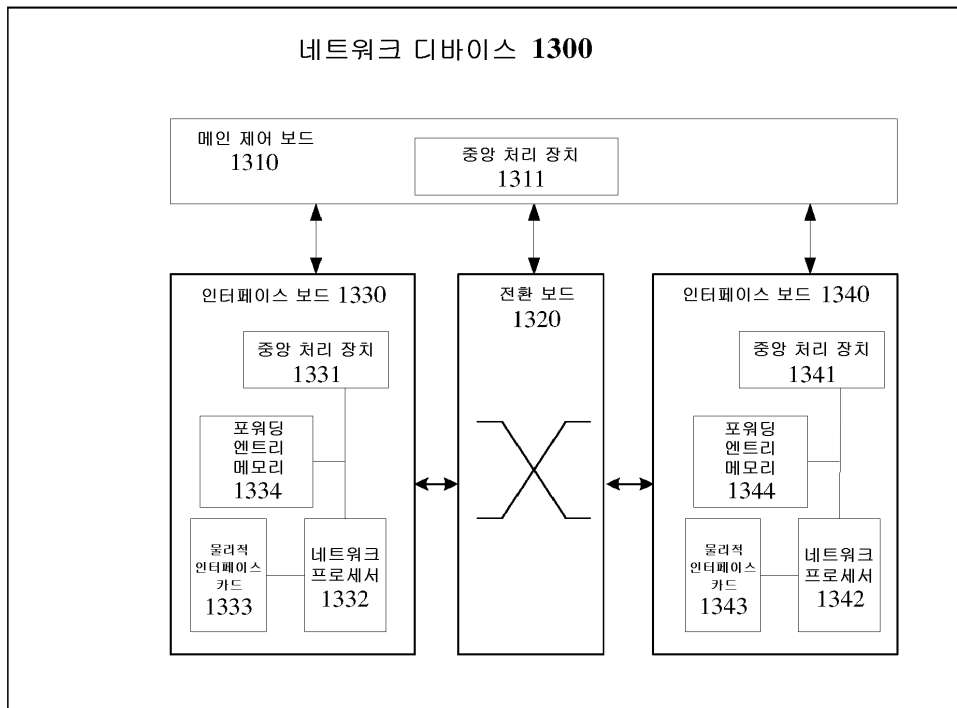 네트워크 디바이스 1300
메인 제어 보드
1310
중앙 처리 장치
1311
인터페이스 보드 1330
중앙 처리 장치
1331
포워딩
엔트리
메모리
1334
물리적
인터페이스
카드
1333
네트워크
프로세서
1332
전환 보드
1320
인터페이스 보드 1340
중앙 처리 장치
1341
포워딩
엔트리
메모리
1344
물리적
인터페이스
카드
1343
네트워크
프로세서
1342